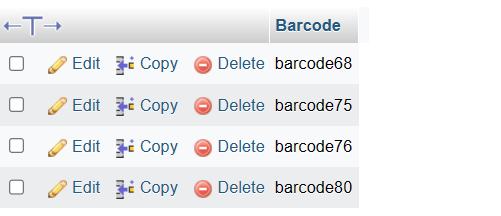 Barcode
Edit Copy Delete barcode68
Edit Copy Delete barcode75
Edit Copy Delete barcode76
Edit Copy Delete barcode80